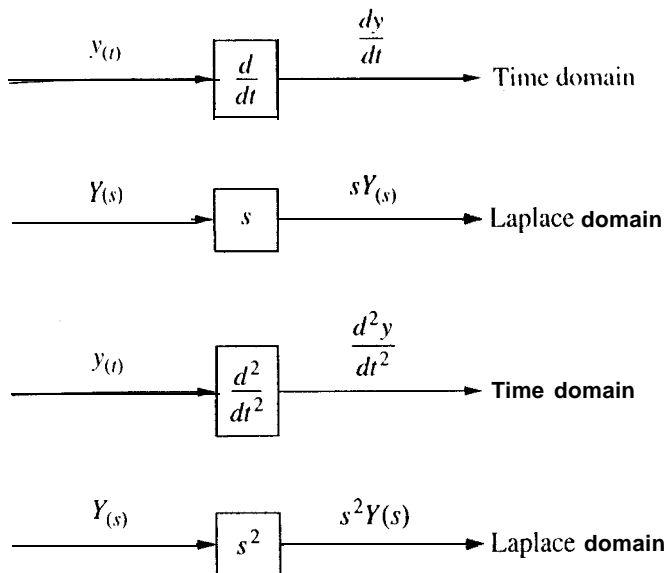 y(t) d/dt dy/dt Time domain
Y(s) s sY(s) Laplace domain
y(t) d²/dt² d²y/dt² Time domain
Y(s) s² s²Y(s) Laplace domain